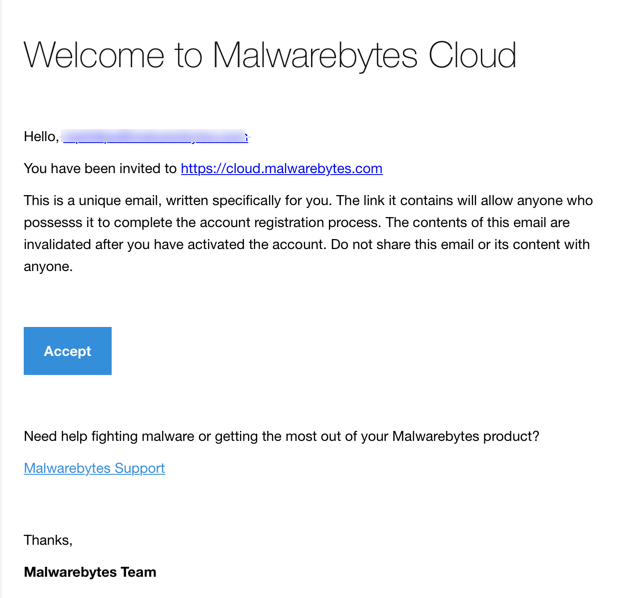 Welcome to Malwarebytes Cloud
Hello,
You have been invited to https://cloud.malwarebytes.com
This is a unique email, written specifically for you. The link it contains will allow anyone who
possesss it to complete the account registration process. The contents of this email are
invalidated after you have activated the account. Do not share this email or its content with
anyone.
Accept
Need help fighting malware or getting the most out of your Malwarebytes product?
Malwarebytes Support
Thanks,
Malwarebytes Team